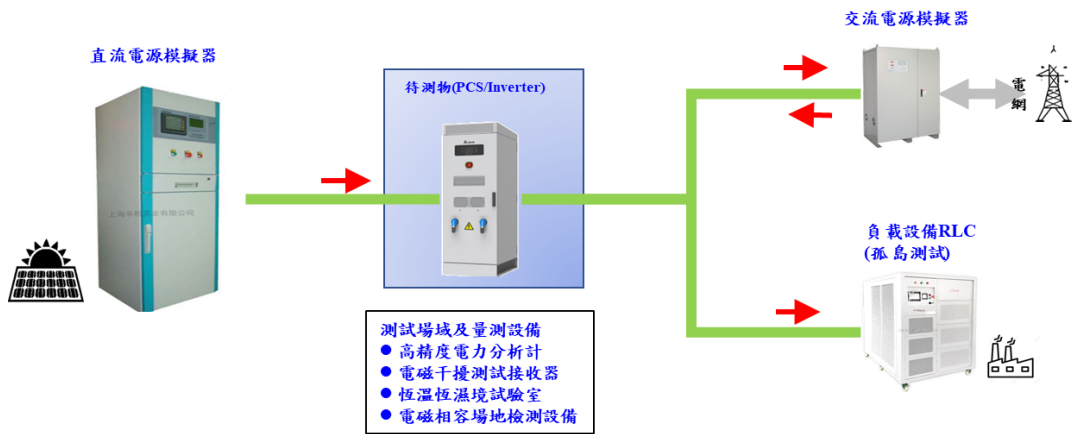 直流電源模擬器
交流電源模擬器
待測物(PCS/Inverter)
電
網
負載設備RLC
(孤島測試)
測試場域及量測設備
● 高精度電力分析計
● 電磁干擾測試接收器
● 恆溫恆濕境試驗室
● 電磁相容場地檢測設備